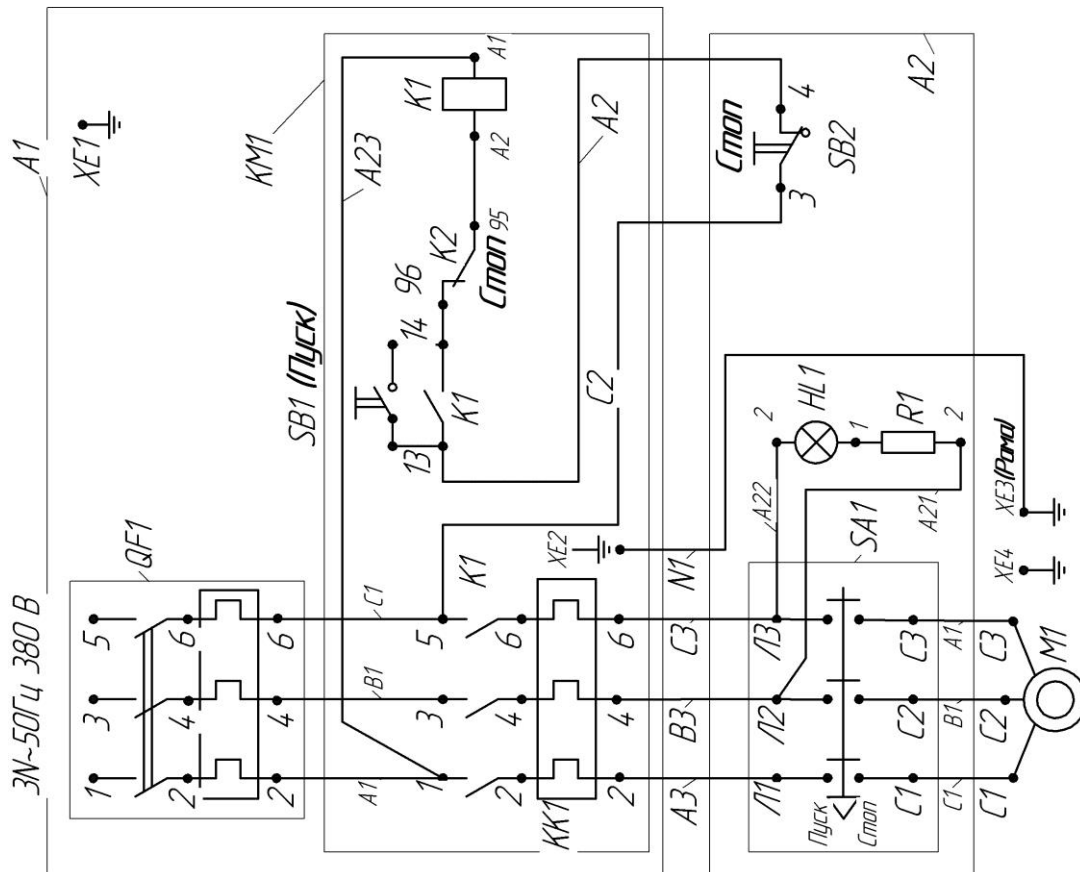 3N~50Гц 380 В
A1
XE1
QF1
1
3
5
2
4
6
2
4
6
KM1
A23
SB1 (Пуск)
K1
A1
A2
K2
Стоп 95
96
14
13
K1
A2
C2
A1
B1
C1
1
3
5
K1
2
4
6
KK1
2
4
6
XE2
A3
B3
C3
N1
A2
Стоп
SB2
3
4
Л1
Л2
Л3
SA1
Пуск
Стоп
A22
A21
2
HL1
1
R1
2
C1
C2
C3
C1
B1
A1
C1
C2
C3
M1
XE4
XE3(Рама)